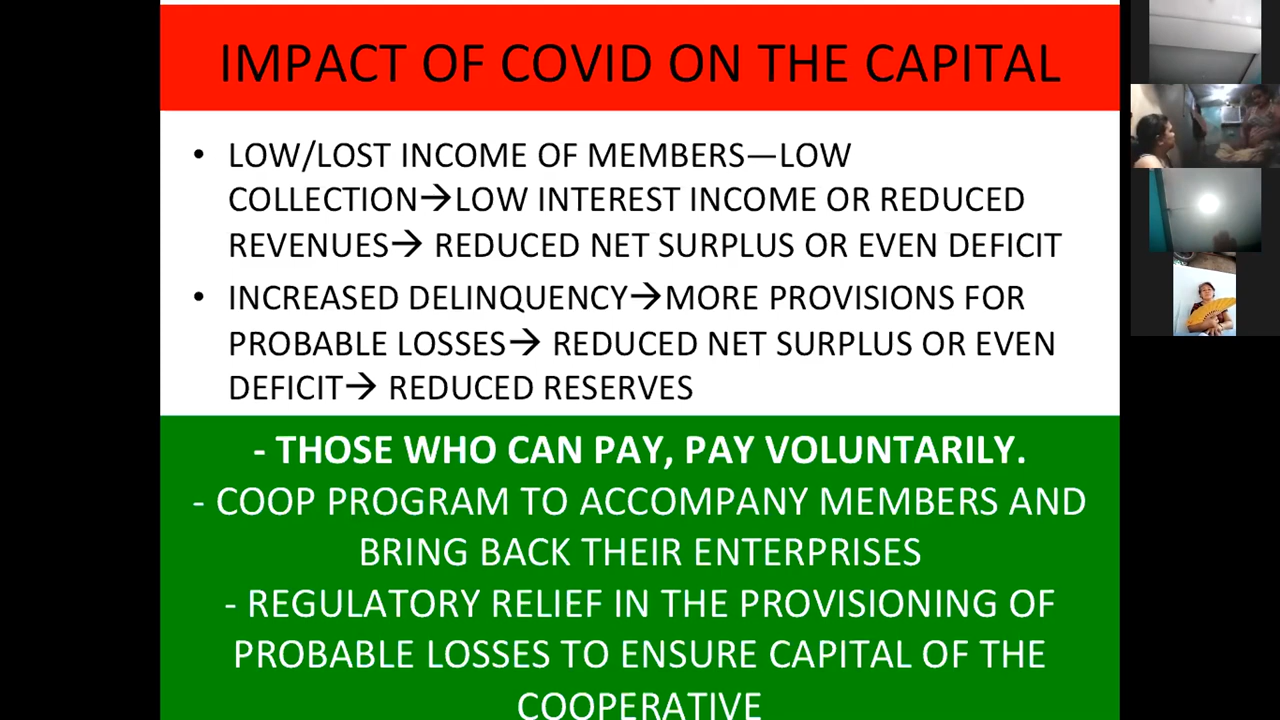 IMPACT OF COVID ON THE CAPITAL
• LOW/LOST INCOME OF MEMBERS—LOW
COLLECTION→LOW INTEREST INCOME OR REDUCED
REVENUES→ REDUCED NET SURPLUS OR EVEN DEFICIT
• INCREASED DELINQUENCY→MORE PROVISIONS FOR
PROBABLE LOSSES→ REDUCED NET SURPLUS OR EVEN
DEFICIT→ REDUCED RESERVES
- THOSE WHO CAN PAY, PAY VOLUNTARILY.
- COOP PROGRAM TO ACCOMPANY MEMBERS AND
BRING BACK THEIR ENTERPRISES
- REGULATORY RELIEF IN THE PROVISIONING OF
PROBABLE LOSSES TO ENSURE CAPITAL OF THE
COOPERATIVE